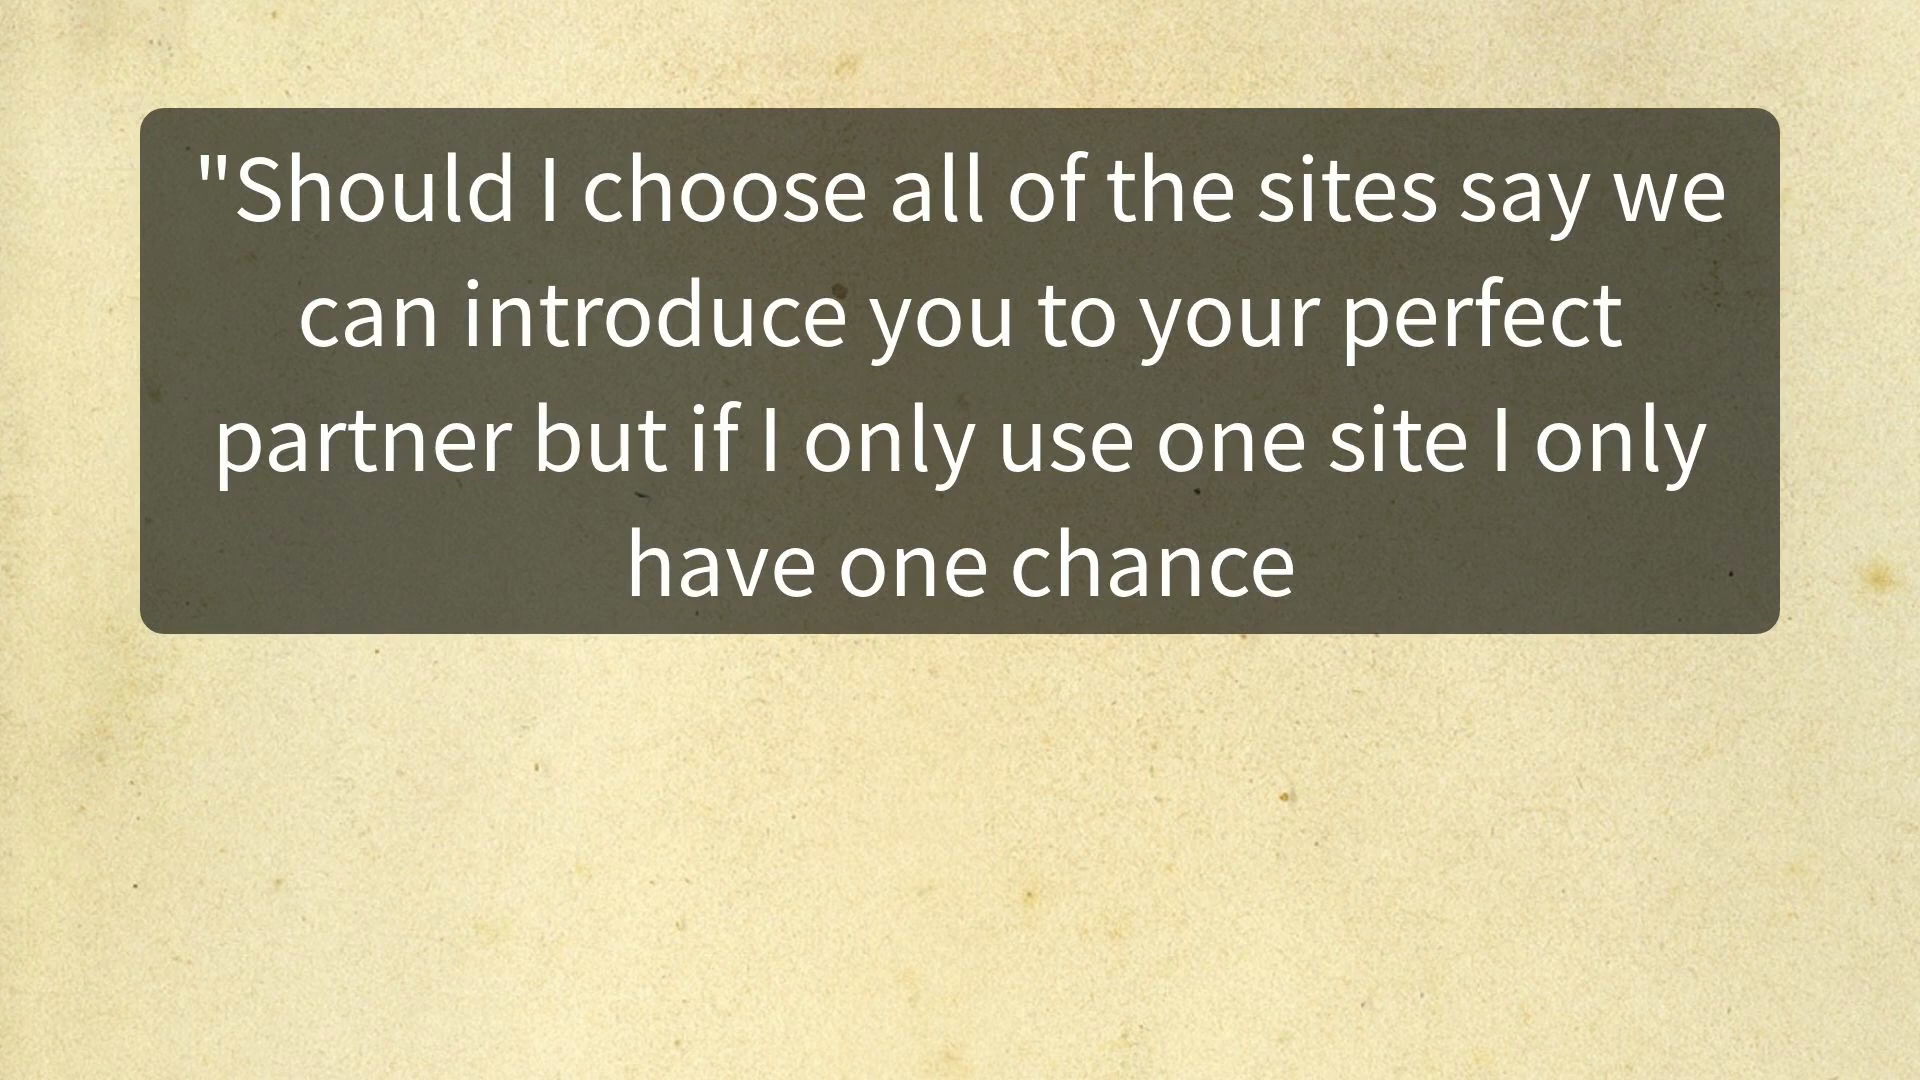 "Should I choose all of the sites say we
can introduce you to your perfect
partner but if I only use one site I only
have one chance